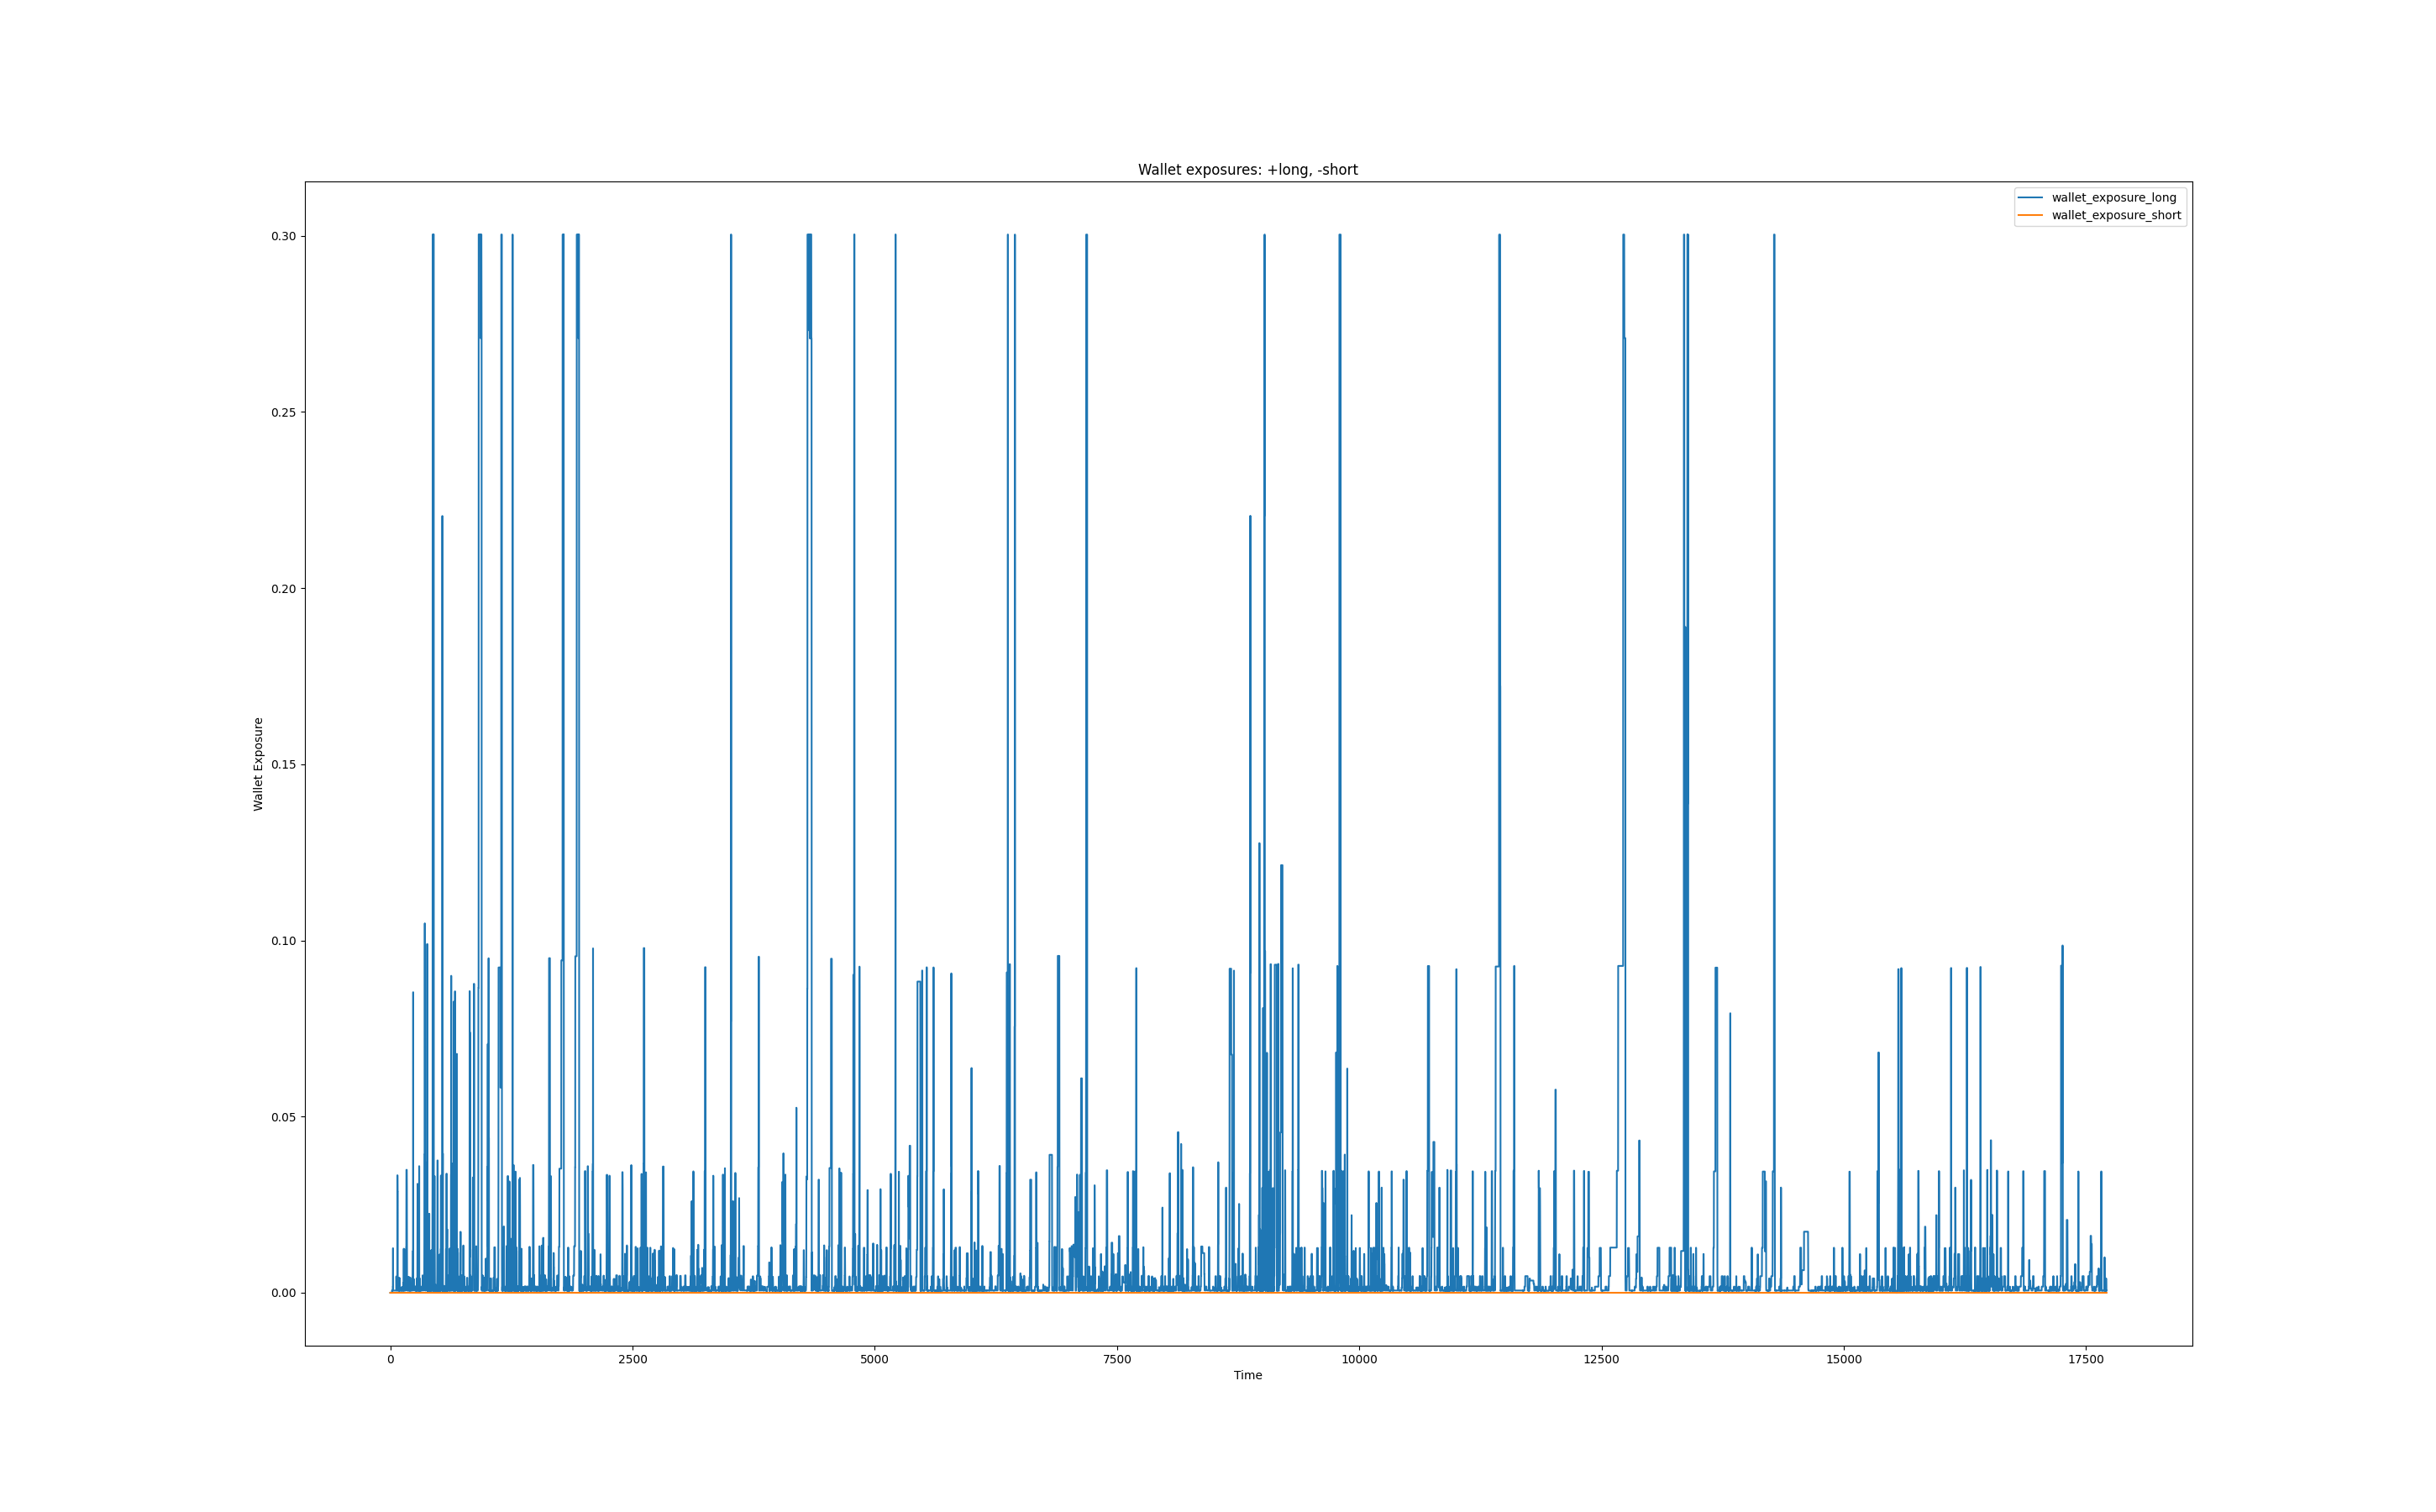 Wallet exposures: +long, -short
wallet_exposure_long
wallet_exposure_short
0.30
0.25
0.20
0.15
0.10
0.05
0.00
Wallet Exposure
0 2500 5000 7500 10000 12500 15000 17500
Time